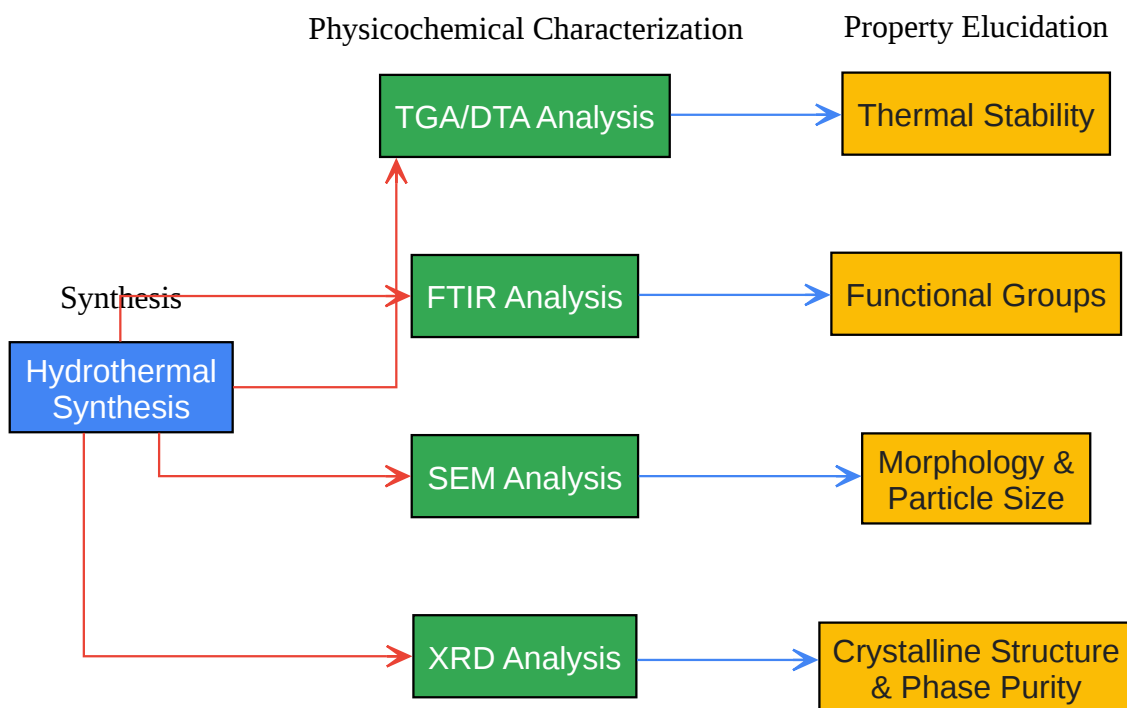 Physicochemical Characterization
Property Elucidation
TGA/DTA Analysis
Thermal Stability
Synthesis
FTIR Analysis
Functional Groups
Hydrothermal
Synthesis
SEM Analysis
Morphology &
Particle Size
XRD Analysis
Crystalline Structure
& Phase Purity